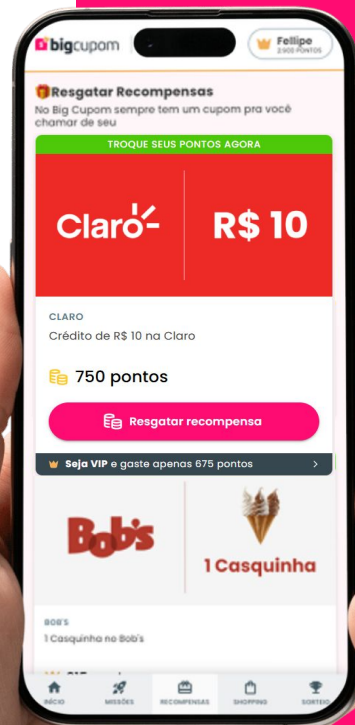 bigcupom
Fellipe
2.900 PONTOS
Resgatar Recompensas
No Big Cupom sempre tem um cupom pra você
chamar de seu
TROQUE SEUS PONTOS AGORA
Claro
R$ 10
CLARO
Crédito de R$ 10 na Claro
750 pontos
Resgatar recompensa
Seja VIP e gaste apenas 675 pontos
Bob's
1 Casquinha
BOB'S
1 Casquinha no Bob's
INÍCIO
MISSÕES
RECOMPENSAS
SHOPPING
SORTEIO